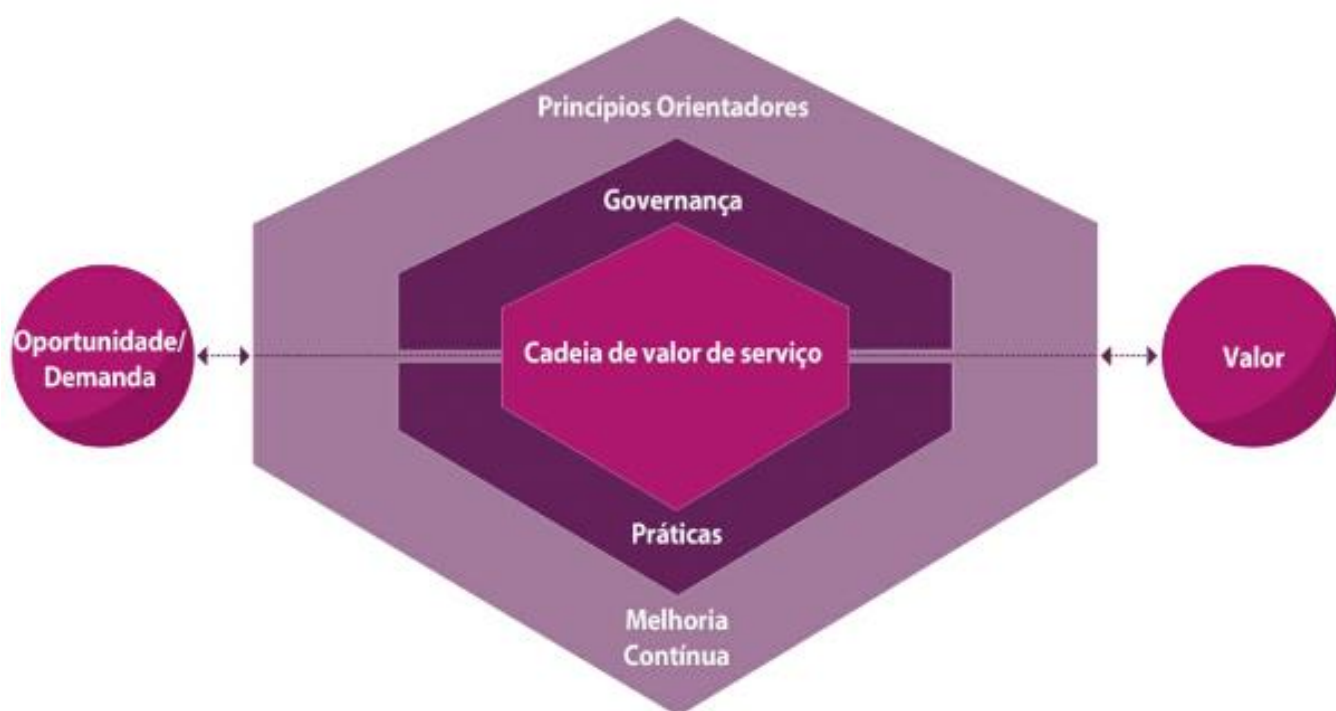 Princípios Orientadores
Governança
Oportunidade/
Demanda
Cadeia de valor de serviço
Valor
Práticas
Melhoria
Contínua